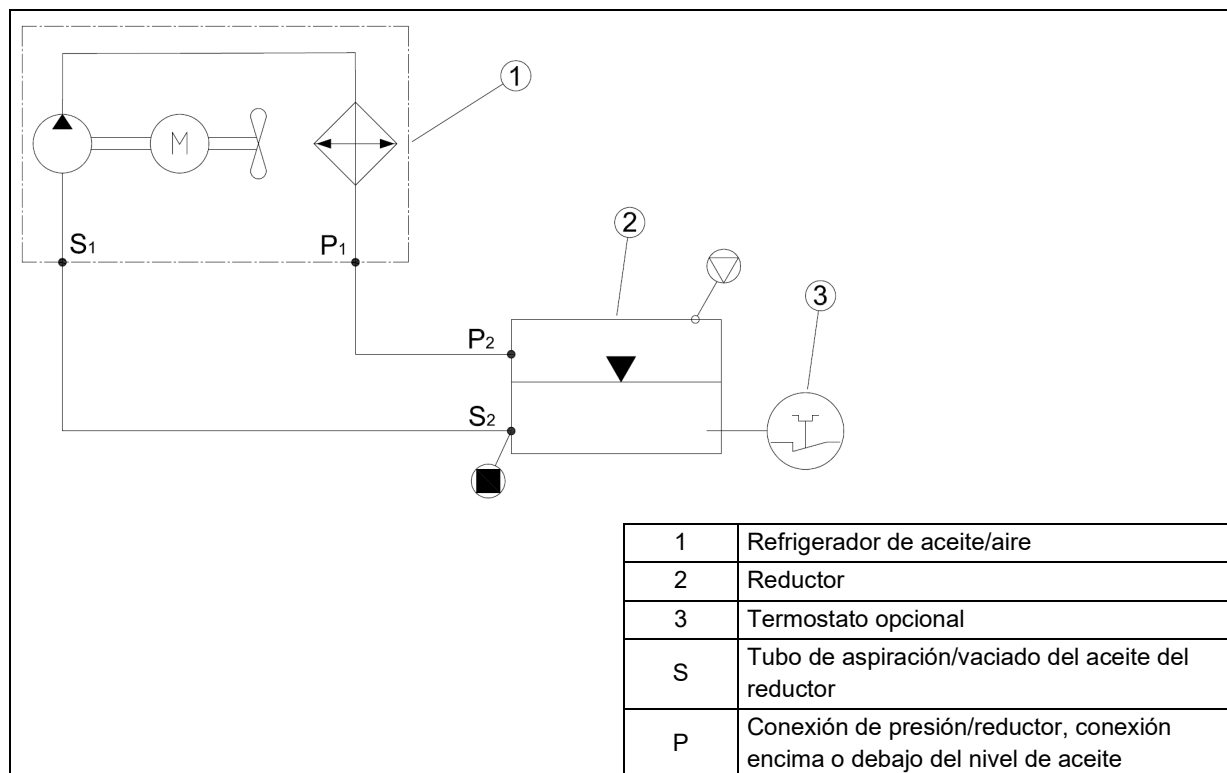 1
M
S1
P1
2
3
P2
S2
1 Refrigerador de aceite/aire
2 Reductor
3 Termostato opcional
S Tubo de aspiración/vaciado del aceite del
reductor
P Conexión de presión/reductor, conexión
encima o debajo del nivel de aceite